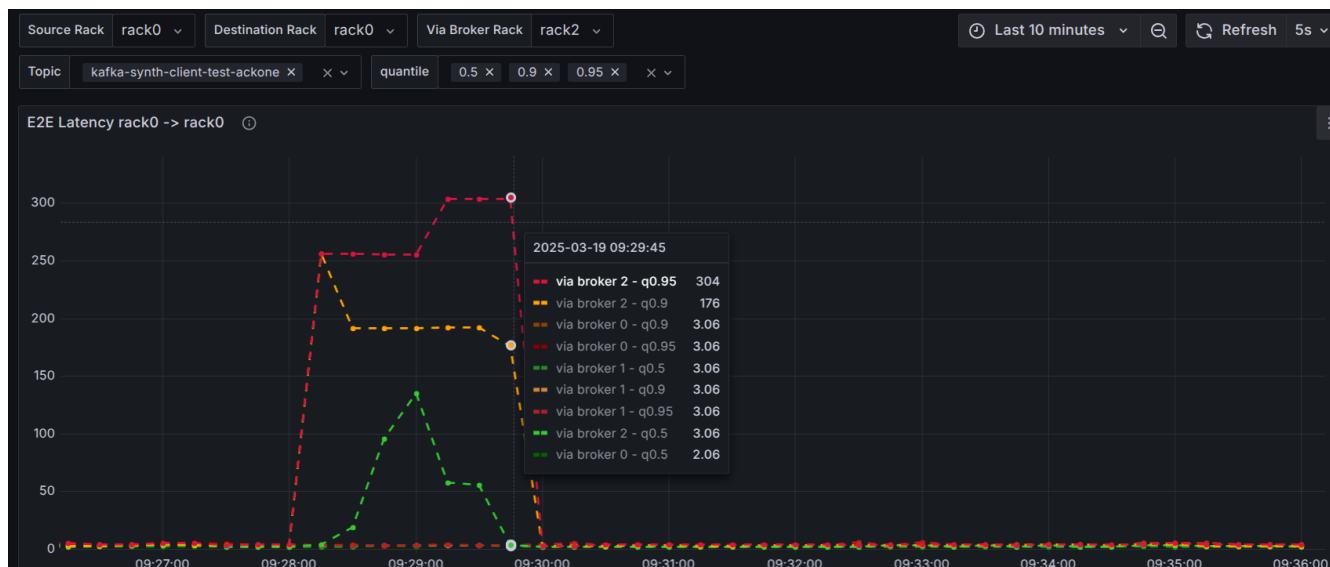 Source Rack rack0 Destination Rack rack0 Via Broker Rack rack2 Last 10 minutes Refresh 5s
Topic kafka-synth-client-test-ackone × × quantile 0.5 × 0.9 × 0.95 × ×
E2E Latency rack0 -> rack0
300
250
200
150
100
50
0
2025-03-19 09:29:45
via broker 2 - q0.95 304
via broker 2 - q0.9 176
via broker 0 - q0.9 3.06
via broker 0 - q0.95 3.06
via broker 1 - q0.5 3.06
via broker 1 - q0.9 3.06
via broker 1 - q0.95 3.06
via broker 2 - q0.5 3.06
via broker 0 - q0.5 2.06
09:27:00 09:28:00 09:29:00 09:30:00 09:31:00 09:32:00 09:33:00 09:34:00 09:35:00 09:36:00